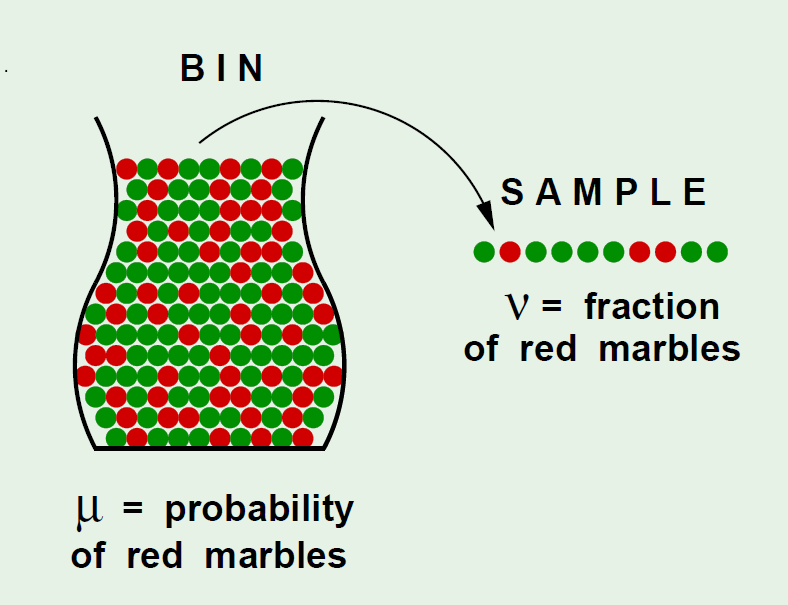 BIN
SAMPLE
ν = fraction
of red marbles
μ = probability
of red marbles